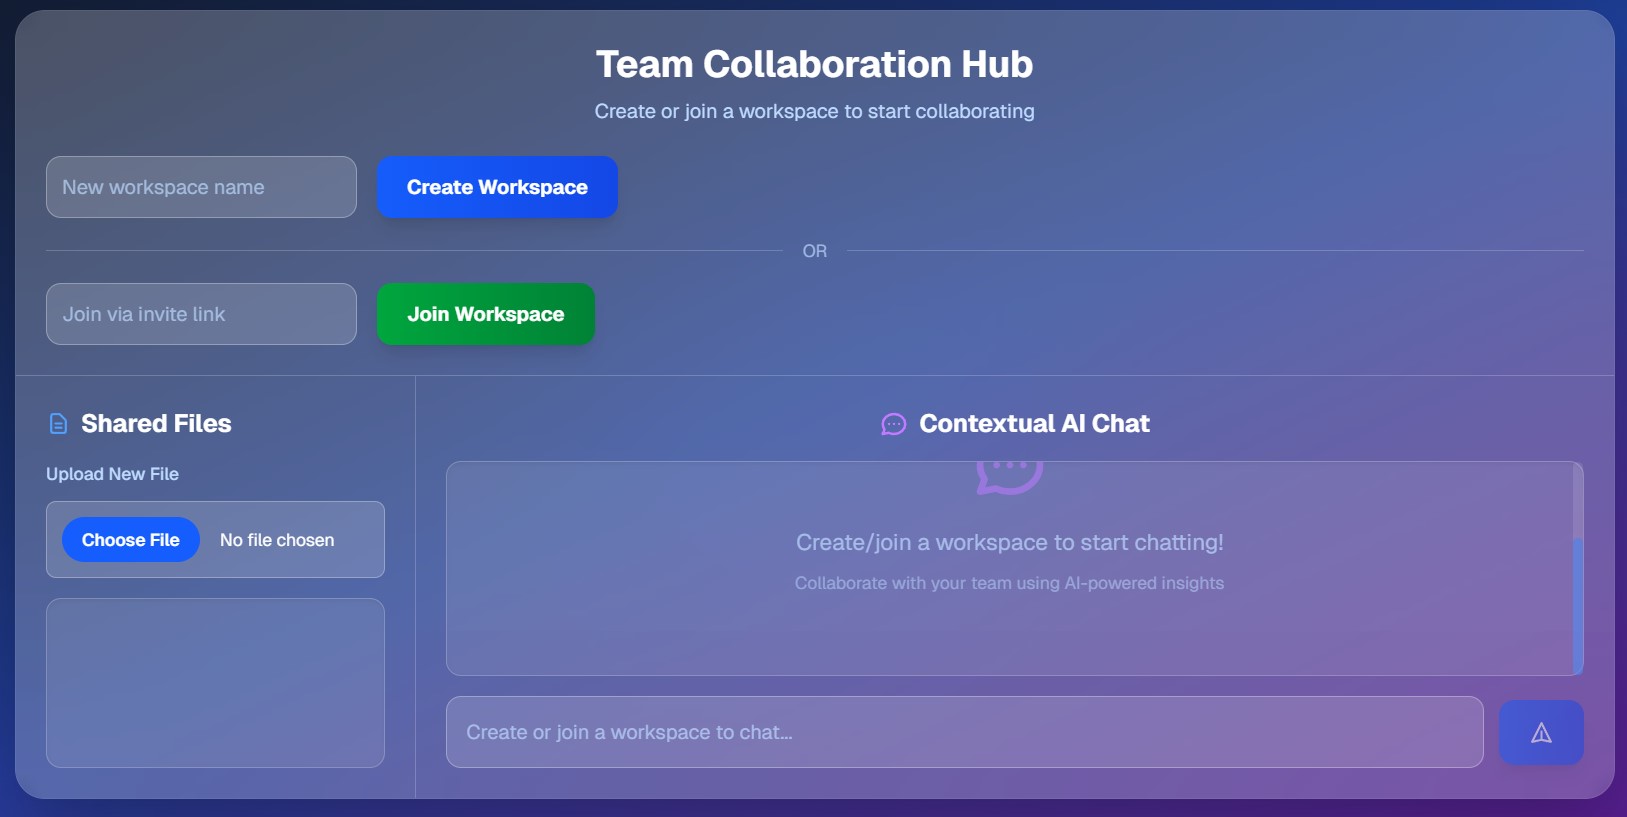 Team Collaboration Hub
Create or join a workspace to start collaborating
New workspace name
Create Workspace
OR
Join via invite link
Join Workspace
Shared Files
Upload New File
Choose File
No file chosen
Contextual AI Chat
Create/join a workspace to start chatting!
Collaborate with your team using AI-powered insights
Create or join a workspace to chat...